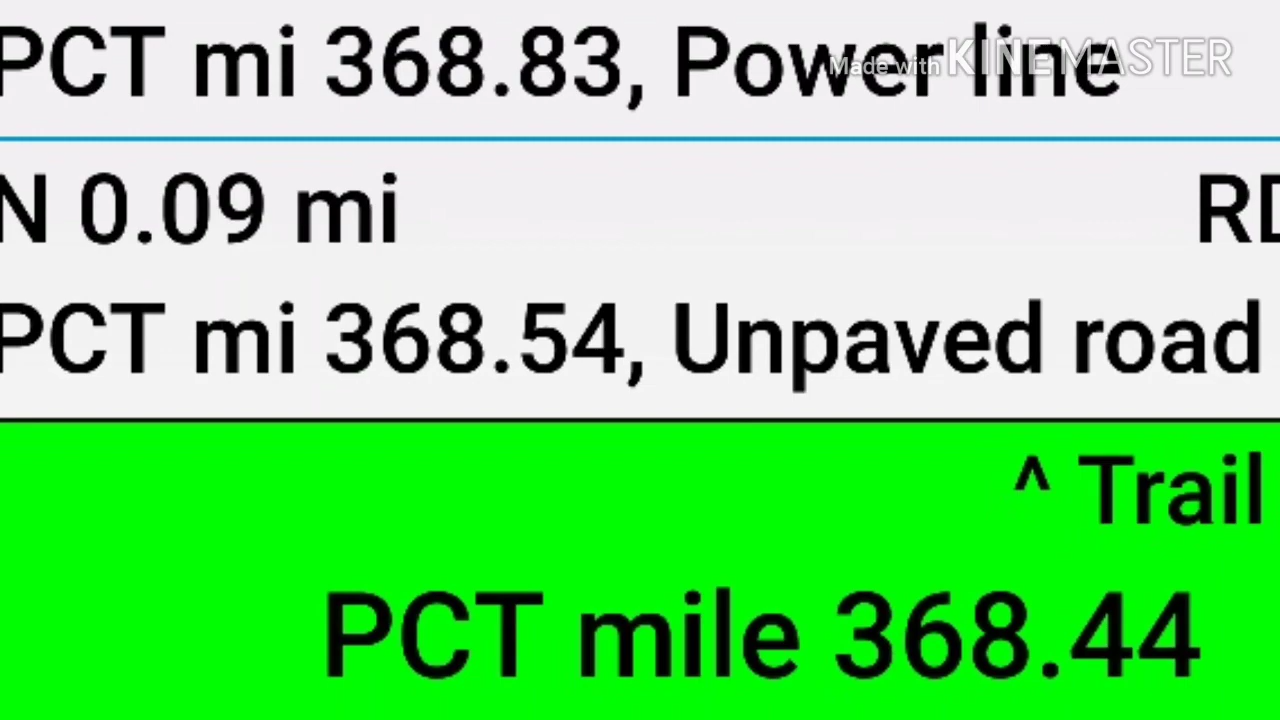 PCT mi 368.83, Power line
Made with KINEMASTER
N 0.09 mi
PCT mi 368.54, Unpaved road
^ Trail
PCT mile 368.44